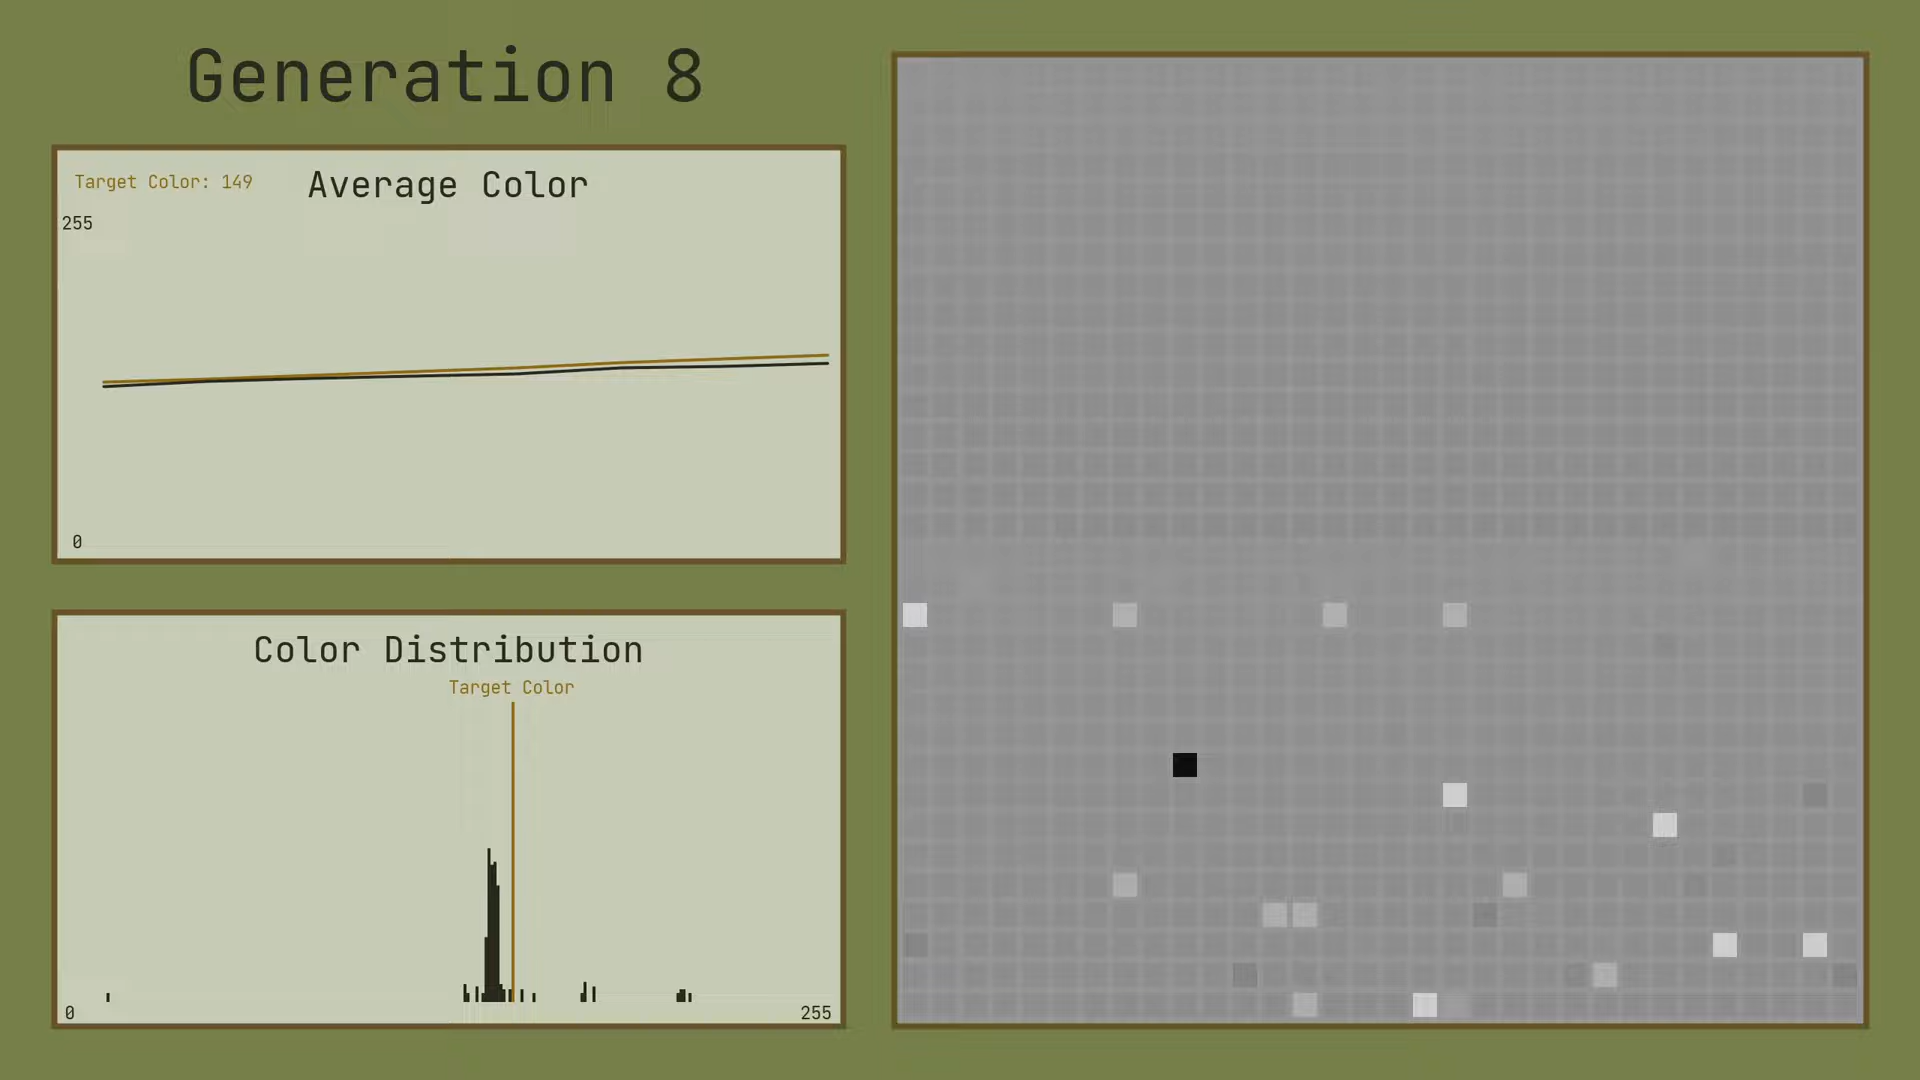 Generation 8
Target Color: 149
Average Color
255
0
Color Distribution
Target Color
0
255